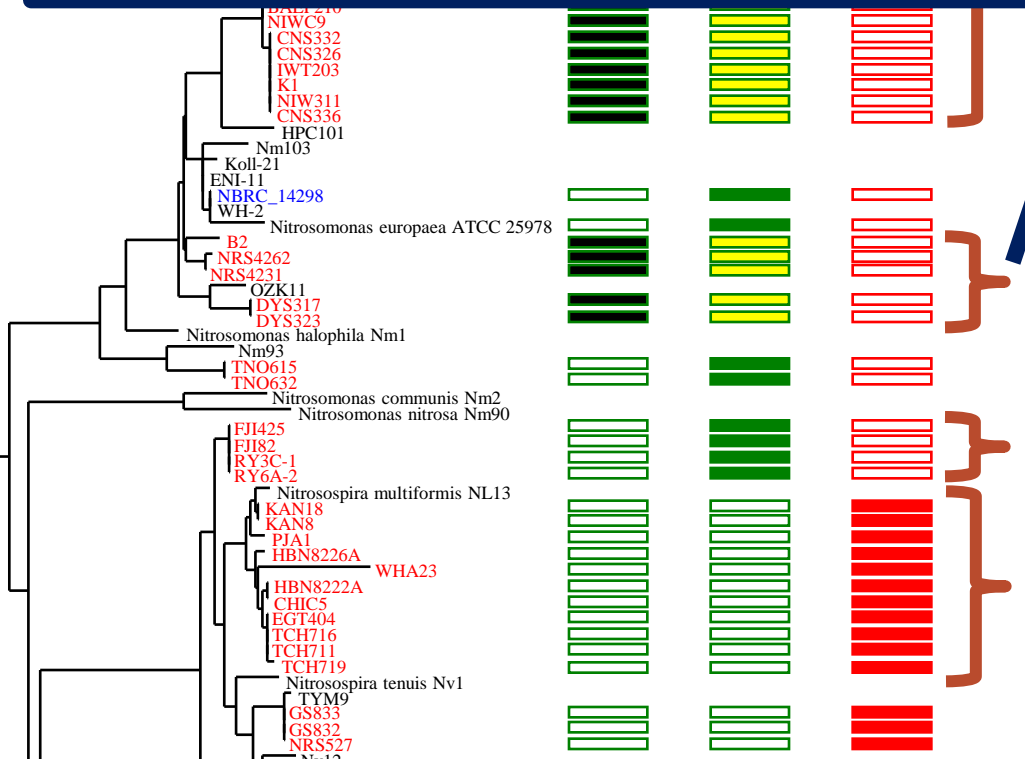 NIWC9
CNS332
CNS326
IWT203
K1
NIW311
CNS336
HPC101
Nm103
Koll-21
ENI-11
NBRC_14298
WH-2
Nitrosomonas europaea ATCC 25978
B2
NRS4262
NRS4231
OZK11
DYS317
DYS323
Nitrosomonas halophila Nm1
Nm93
TNO615
TNO632
Nitrosomonas communis Nm2
Nitrosomonas nitrosa Nm90
FJI425
FJI82
RY3C-1
RY6A-2
Nitrosospira multiformis NL13
KAN18
KAN8
PJA1
HBN8226A
WHA23
HBN8222A
CHIC5
EGT404
TCH716
TCH711
TCH719
Nitrosospira tenuis Nv1
TYM9
GS833
GS832
NRS527